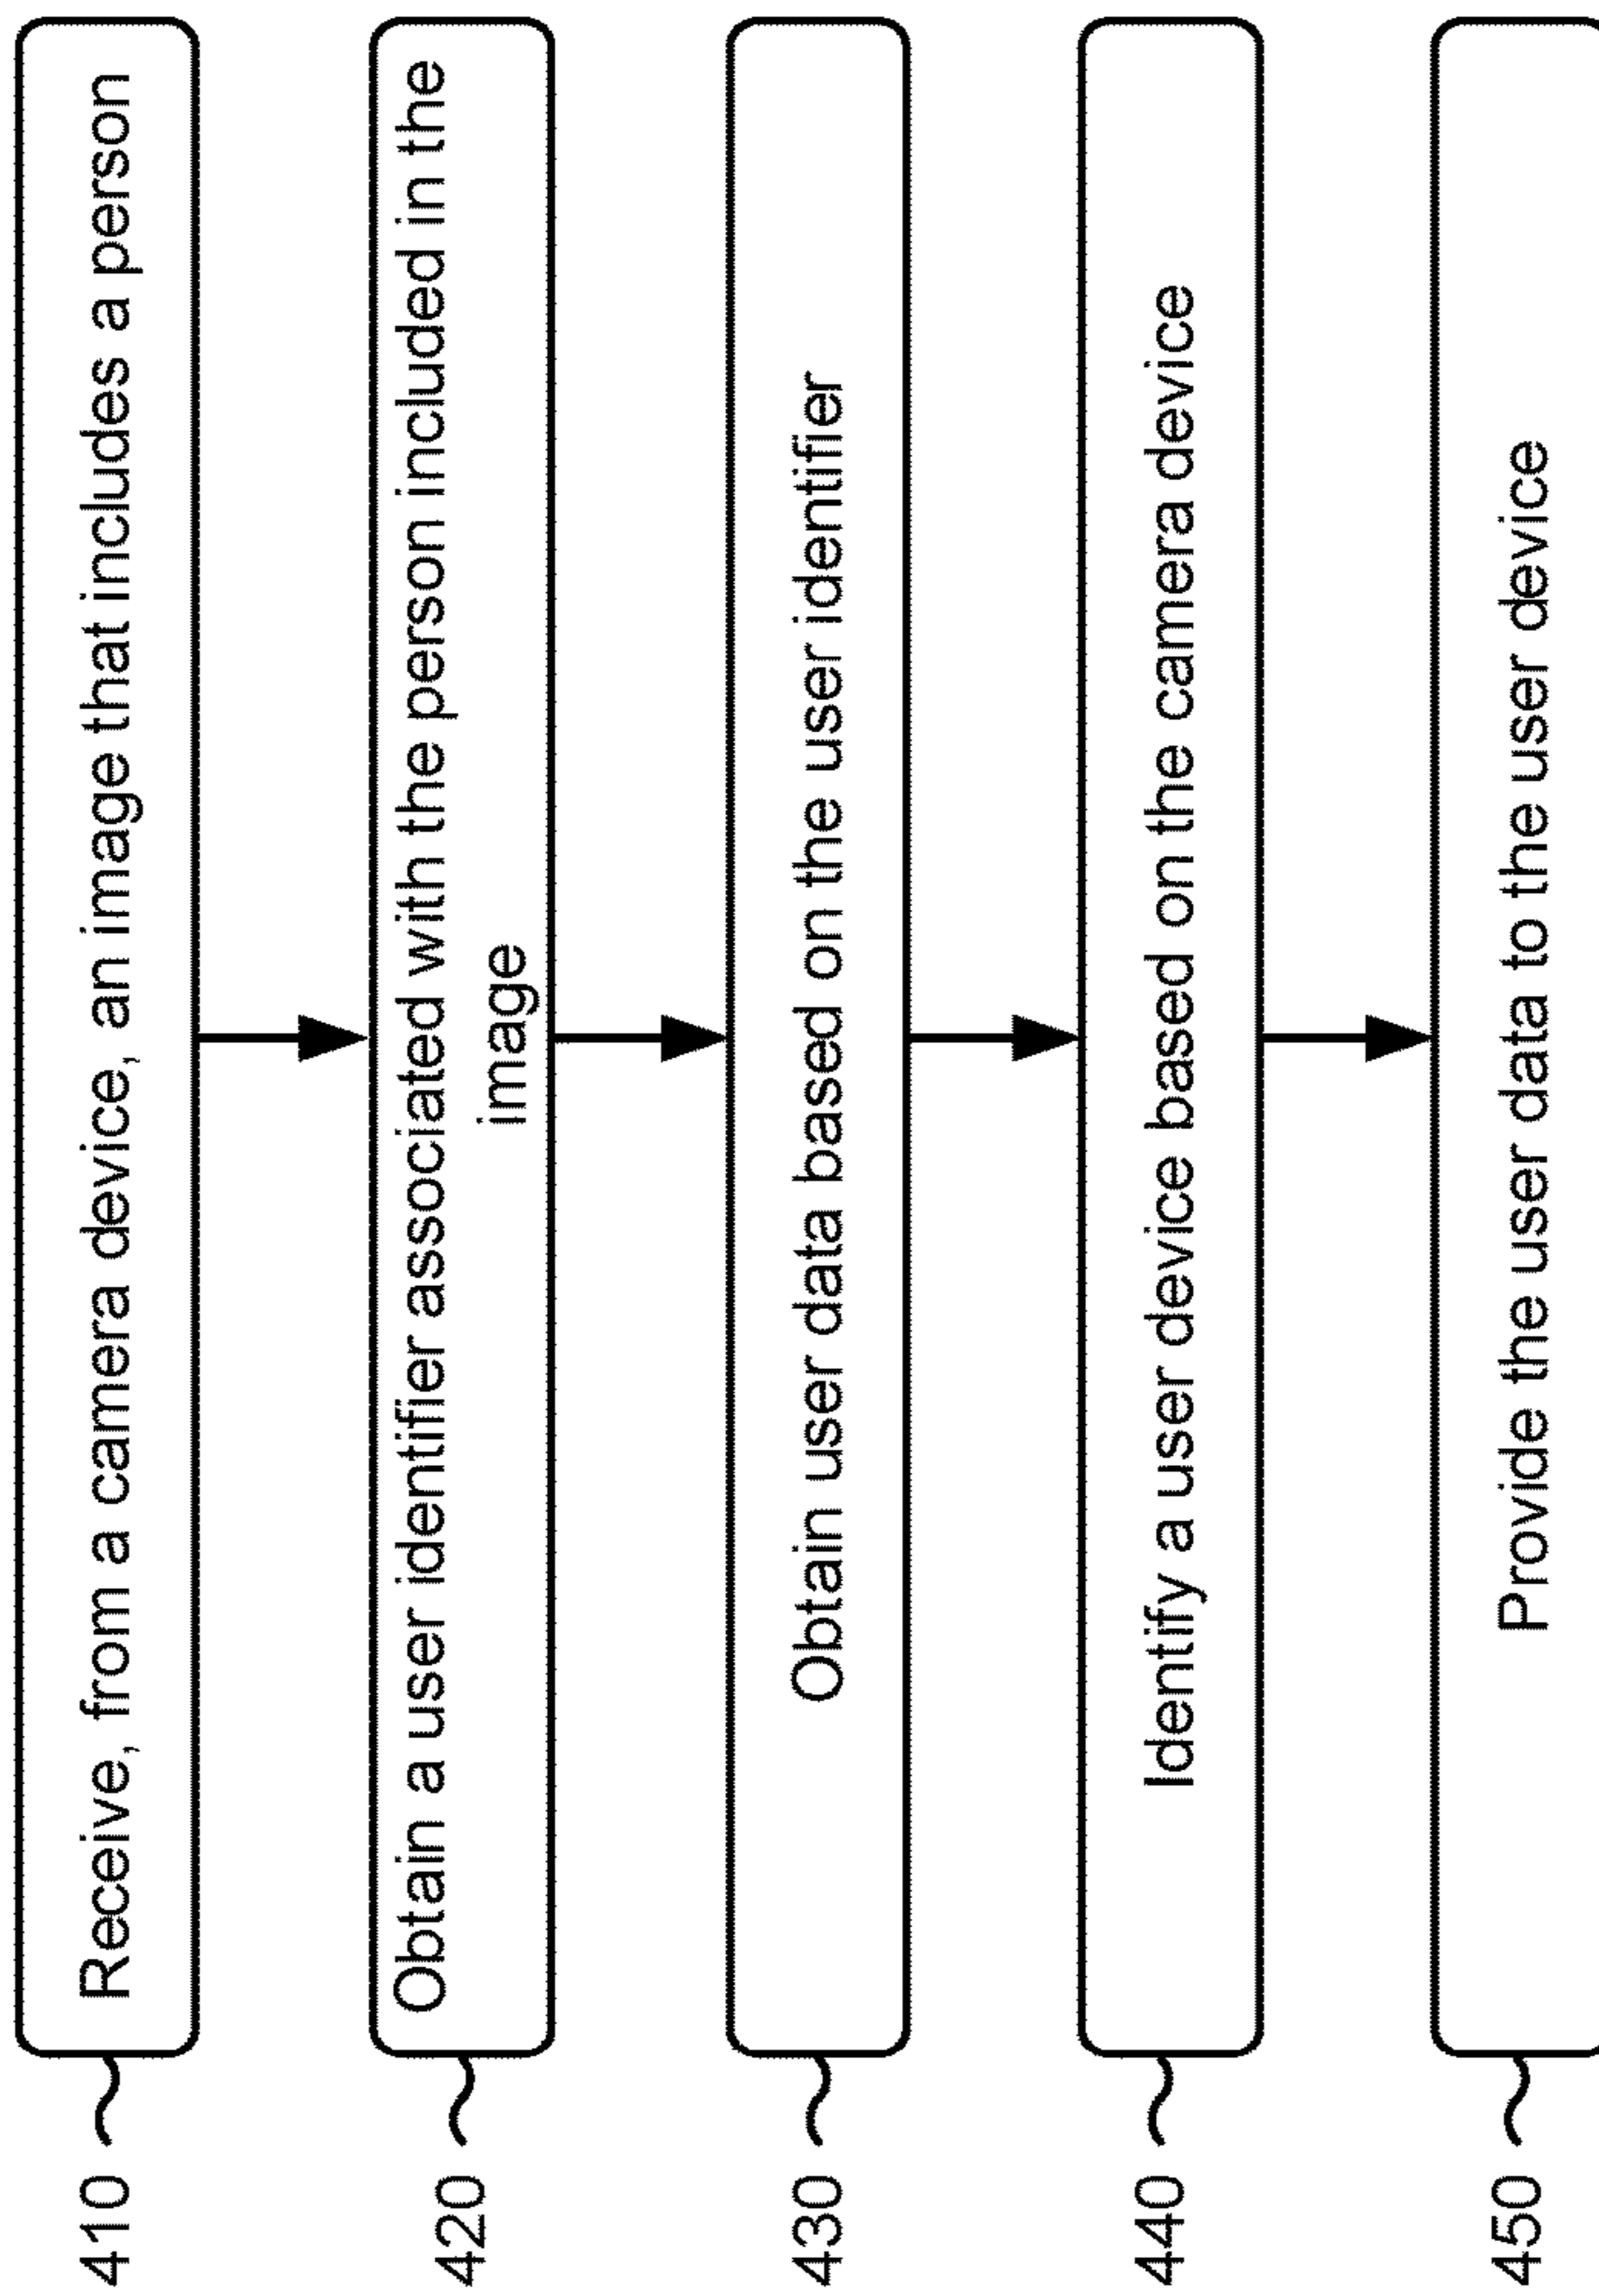 410
Receive, from a camera device, an image that includes a person
420
Obtain a user identifier associated with the person included in the
image
430
Obtain user data based on the user identifier
440
Identify a user device based on the camera device
450
Provide the user data to the user device